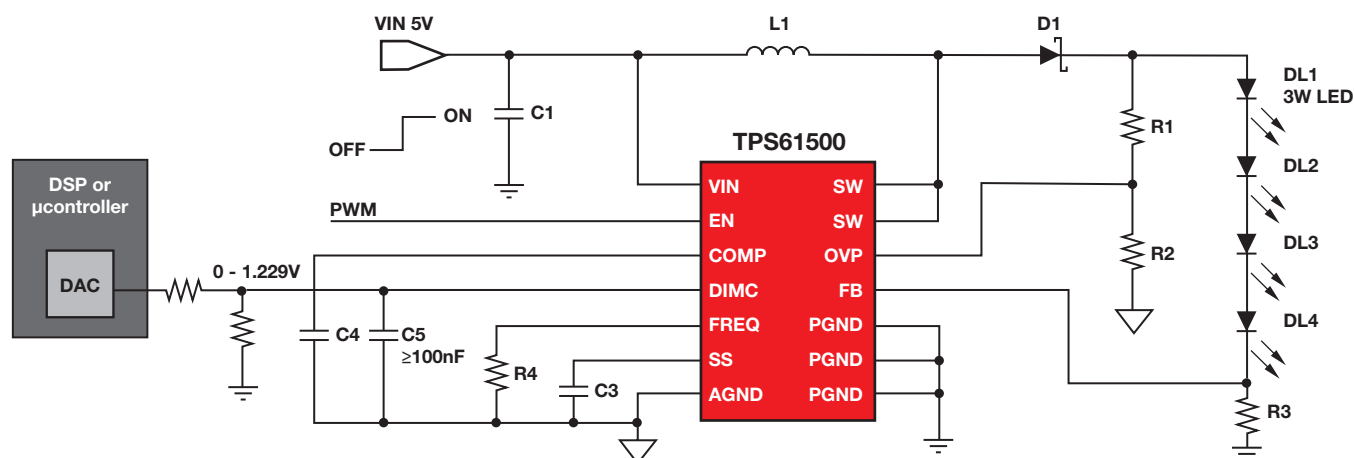 VIN 5V
L1
D1
DL1
3W LED
C1
ON
OFF
R1
TPS61500
DSP or
µcontroller
DAC
VIN
SW
DL2
PWM
EN
SW
COMP
OVP
R2
DL3
0 - 1.229V
DIMC
FB
C4
C5
≥100nF
FREQ
PGND
DL4
R4
SS
PGND
C3
AGND
PGND
R3